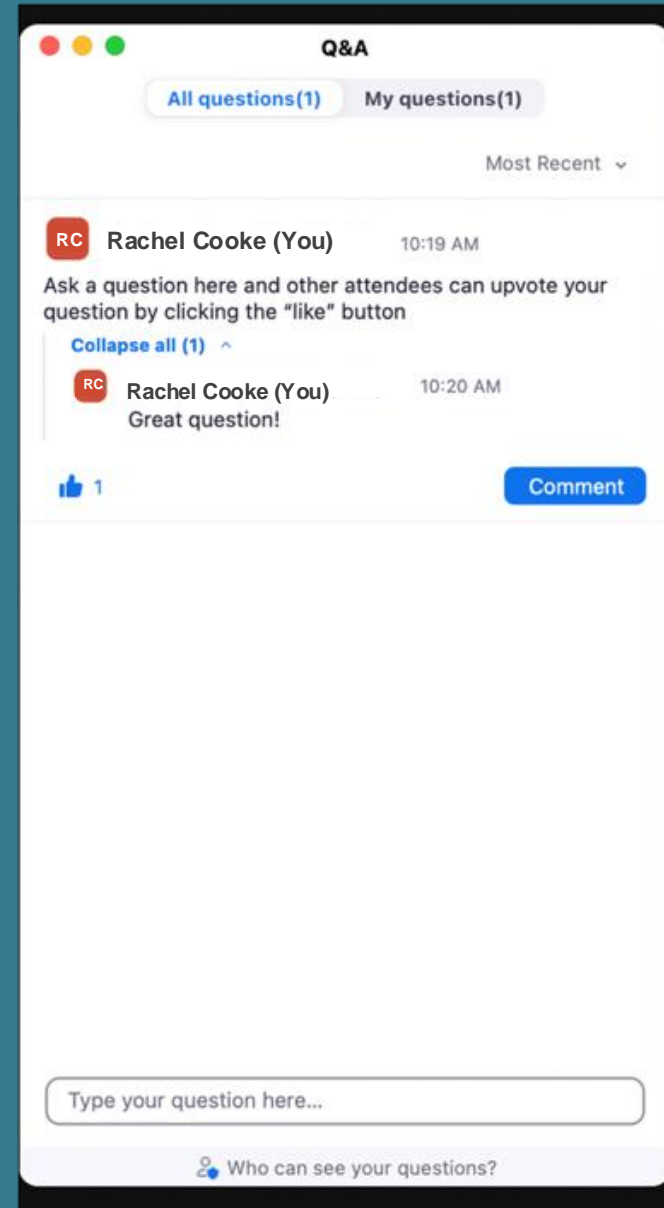 Q&A
All questions(1) My questions(1)
Most Recent
RC Rachel Cooke (You) 10:19 AM
Ask a question here and other attendees can upvote your
question by clicking the “like” button
Collapse all (1)
RC Rachel Cooke (You) 10:20 AM
Great question!
1 Comment
Type your question here...
Who can see your questions?